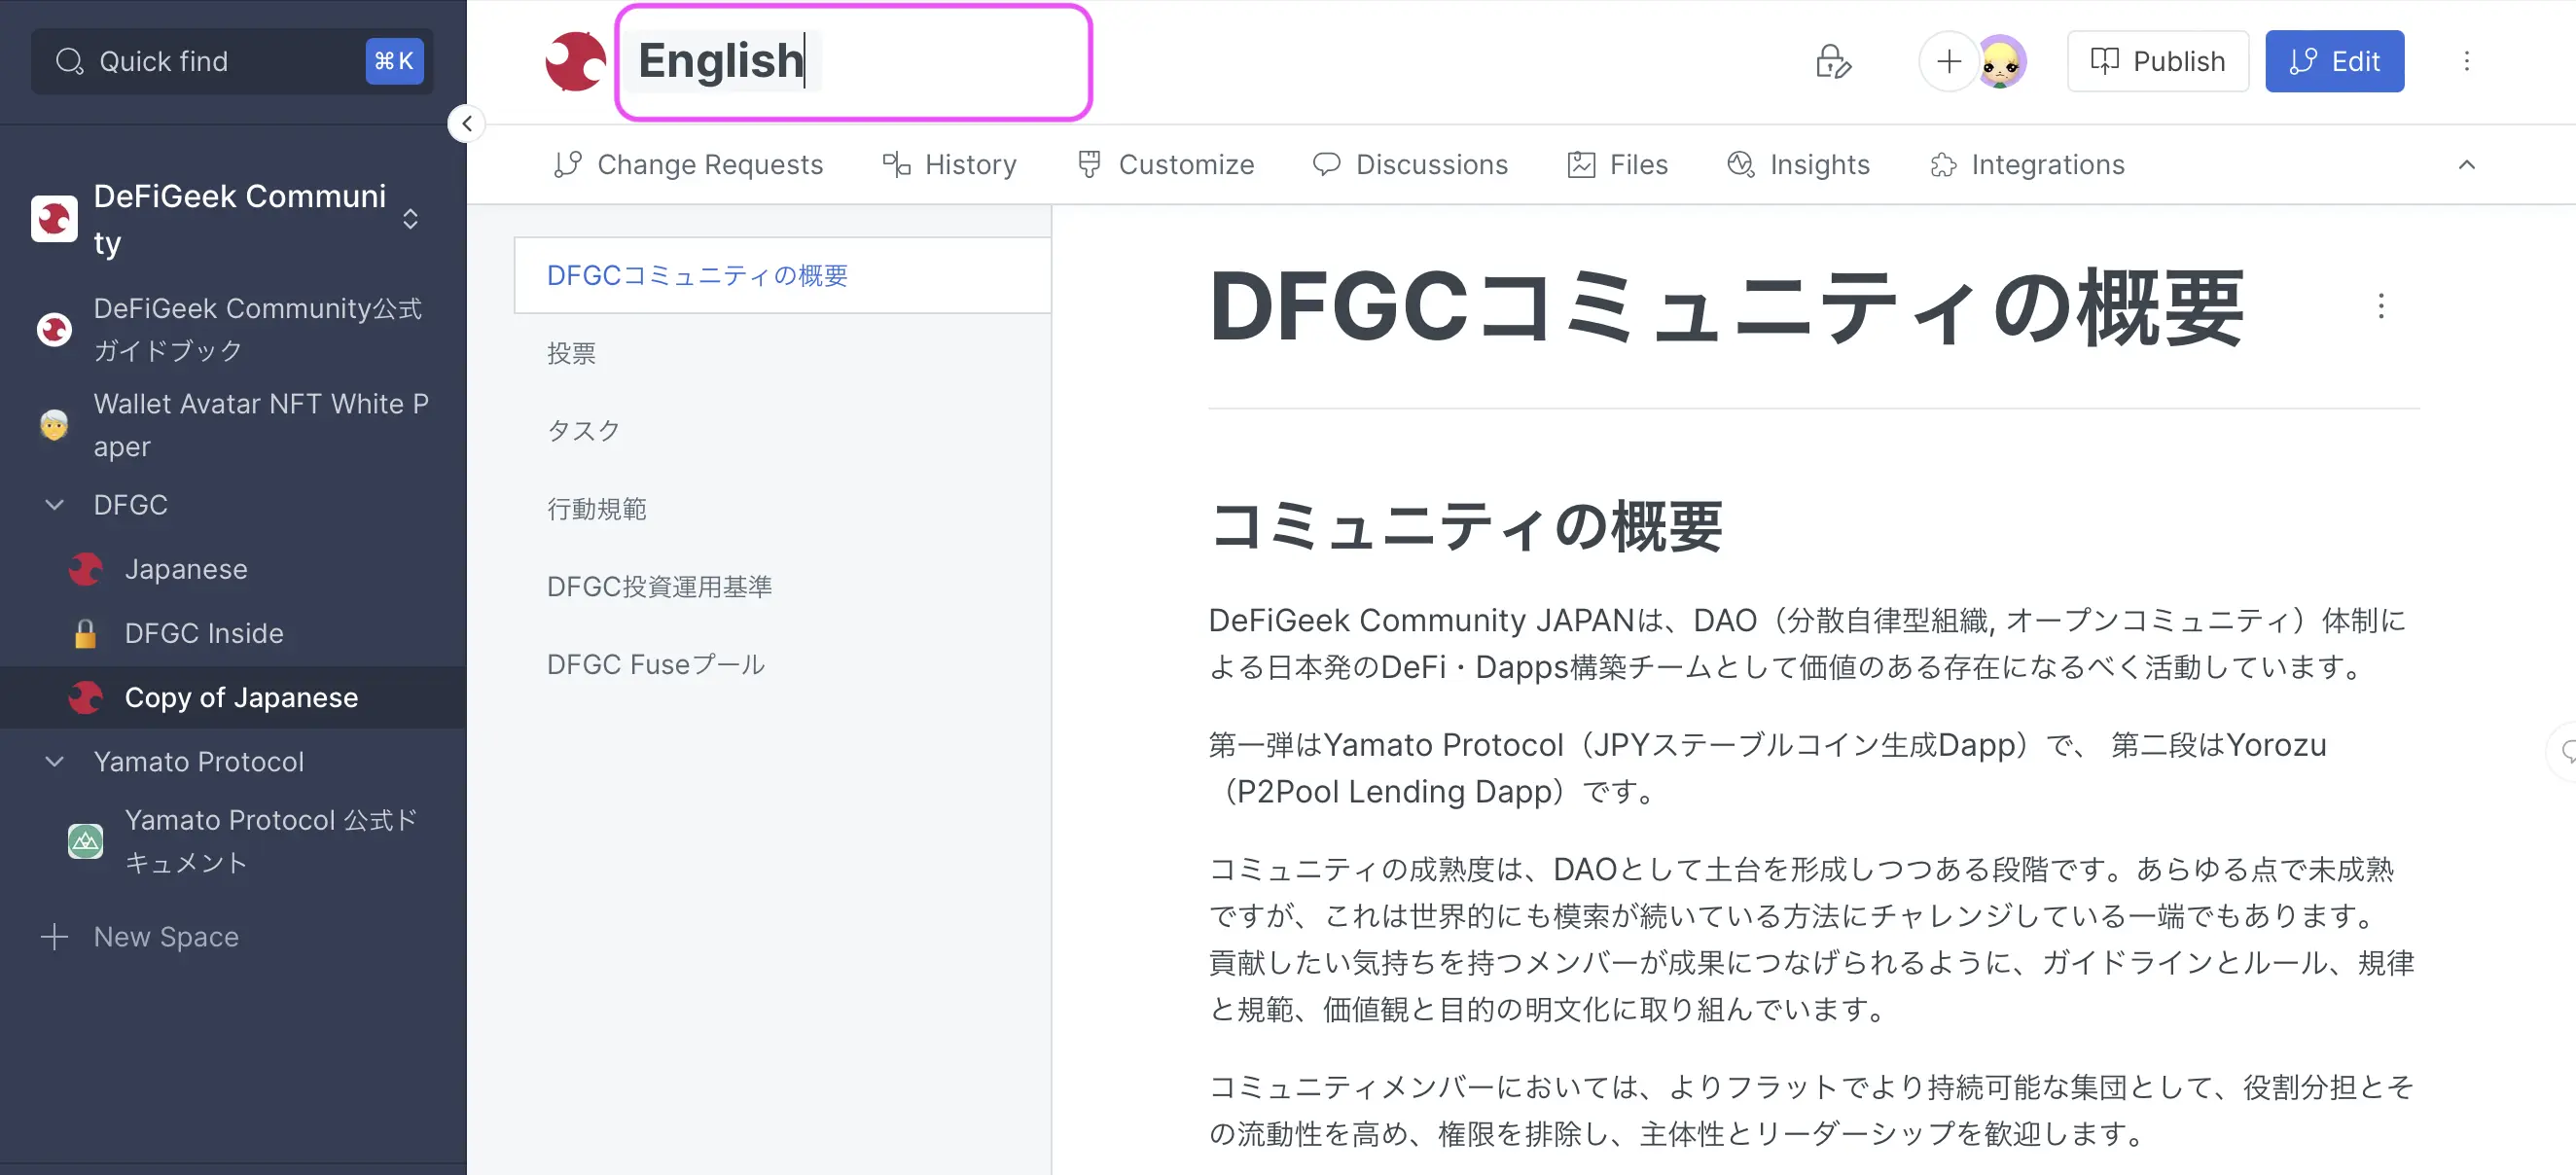 Quick find
⌘K
DeFiGeek Communi
ty
DeFiGeek Community公式
ガイドブック
Wallet Avatar NFT White P
aper
DFGC
Japanese
DFGC Inside
Copy of Japanese
Yamato Protocol
Yamato Protocol 公式ド
キュメント
New Space
English
Publish
Edit
Change Requests
History
Customize
Discussions
Files
Insights
Integrations
DFGCコミュニティの概要
投票
タスク
行動規範
DFGC投資運用基準
DFGC Fuseプール
DFGCコミュニティの概要
コミュニティの概要
DeFiGeek Community JAPANは、DAO（分散自律型組織, オープンコミュニティ）体制に
よる日本発のDeFi・Dapps構築チームとして価値のある存在になるべく活動しています。
第一弾はYamato Protocol（JPYステーブルコイン生成Dapp）で、 第二段はYorozu
（P2Pool Lending Dapp）です。
コミュニティの成熟度は、DAOとして土台を形成しつつある段階です。あらゆる点で未成熟
ですが、これは世界的にも模索が続いている方法にチャレンジしている一端でもあります。
貢献したい気持ちを持つメンバーが成果につなげられるように、ガイドラインとルール、規律
と規範、価値観と目的の明文化に取り組んでいます。
コミュニティメンバーにおいては、よりフラットでより持続可能な集団として、役割分担とそ
の流動性を高め、権限を排除し、主体性とリーダーシップを歓迎します。